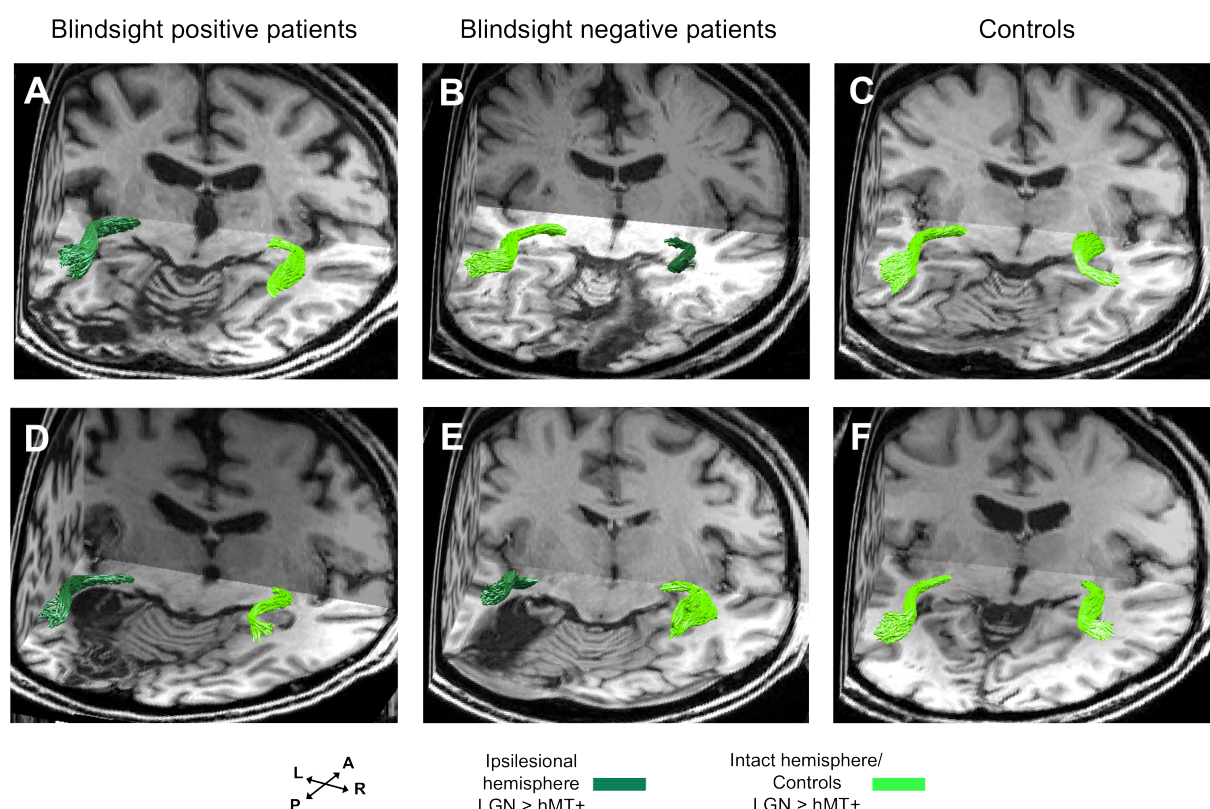 Blindsight positive patients
Blindsight negative patients
Controls
A
B
C
D
E
F
L
A
P
R
Ipsilesional
hemisphere
LGN > hMT+
Intact hemisphere/
Controls
LGN > hMT+